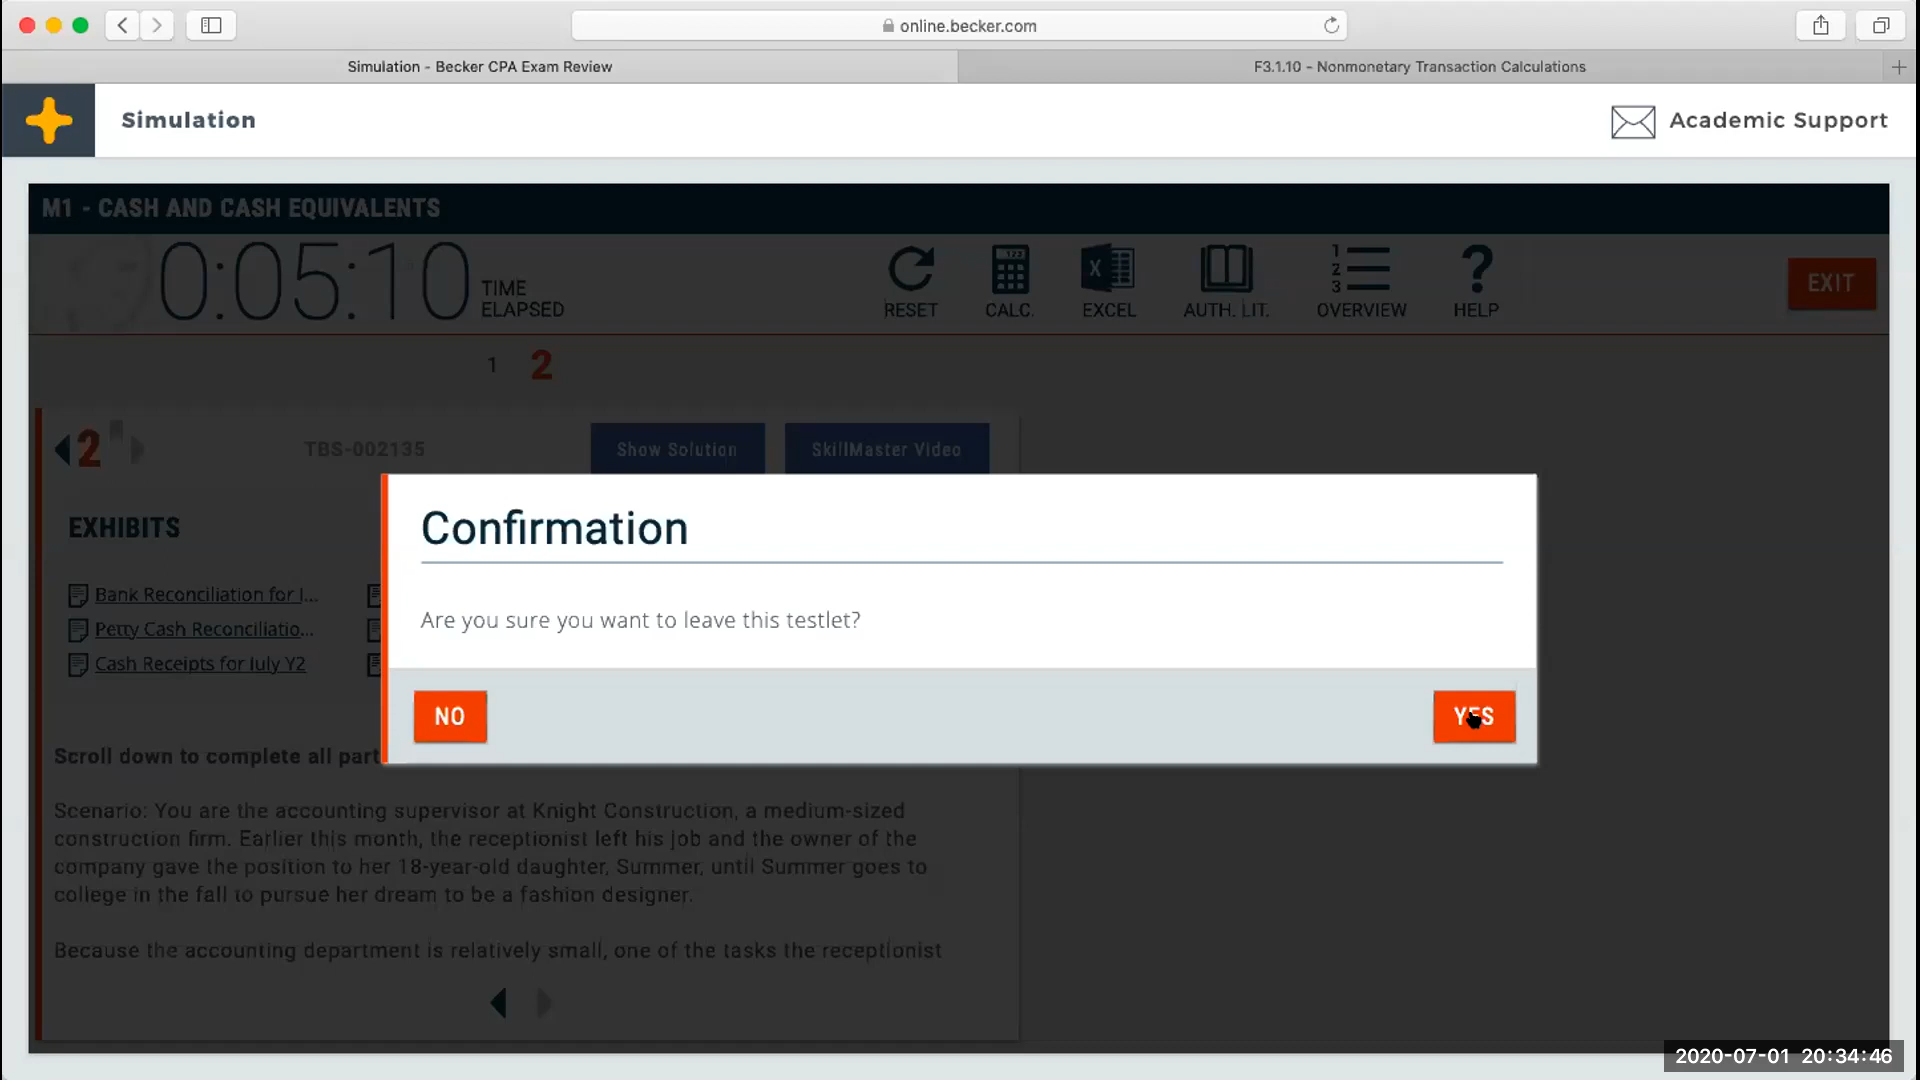 online.becker.com
Simulation - Becker CPA Exam Review
F3.1.10 - Nonmonetary Transaction Calculations
Simulation
Academic Support
M1 - CASH AND CASH EQUIVALENTS
0:05:10 TIME ELAPSED
RESET
CALC.
EXCEL
AUTH. LIT.
1
2
3
OVERVIEW
HELP
EXIT
1 2
2
TBS-002135
Show Solution
SkillMaster Video
EXHIBITS
Bank Reconciliation for J...
Petty Cash Reconciliatio...
Cash Receipts for July Y2
Confirmation
Are you sure you want to leave this testlet?
NO
YES
Scroll down to complete all part
Scenario: You are the accounting supervisor at Knight Construction, a medium-sized
construction firm. Earlier this month, the receptionist left his job and the owner of the
company gave the position to her 18-year-old daughter, Summer, until Summer goes to
college in the fall to pursue her dream to be a fashion designer.
Because the accounting department is relatively small, one of the tasks the receptionist
2020-07-01 20:34:46